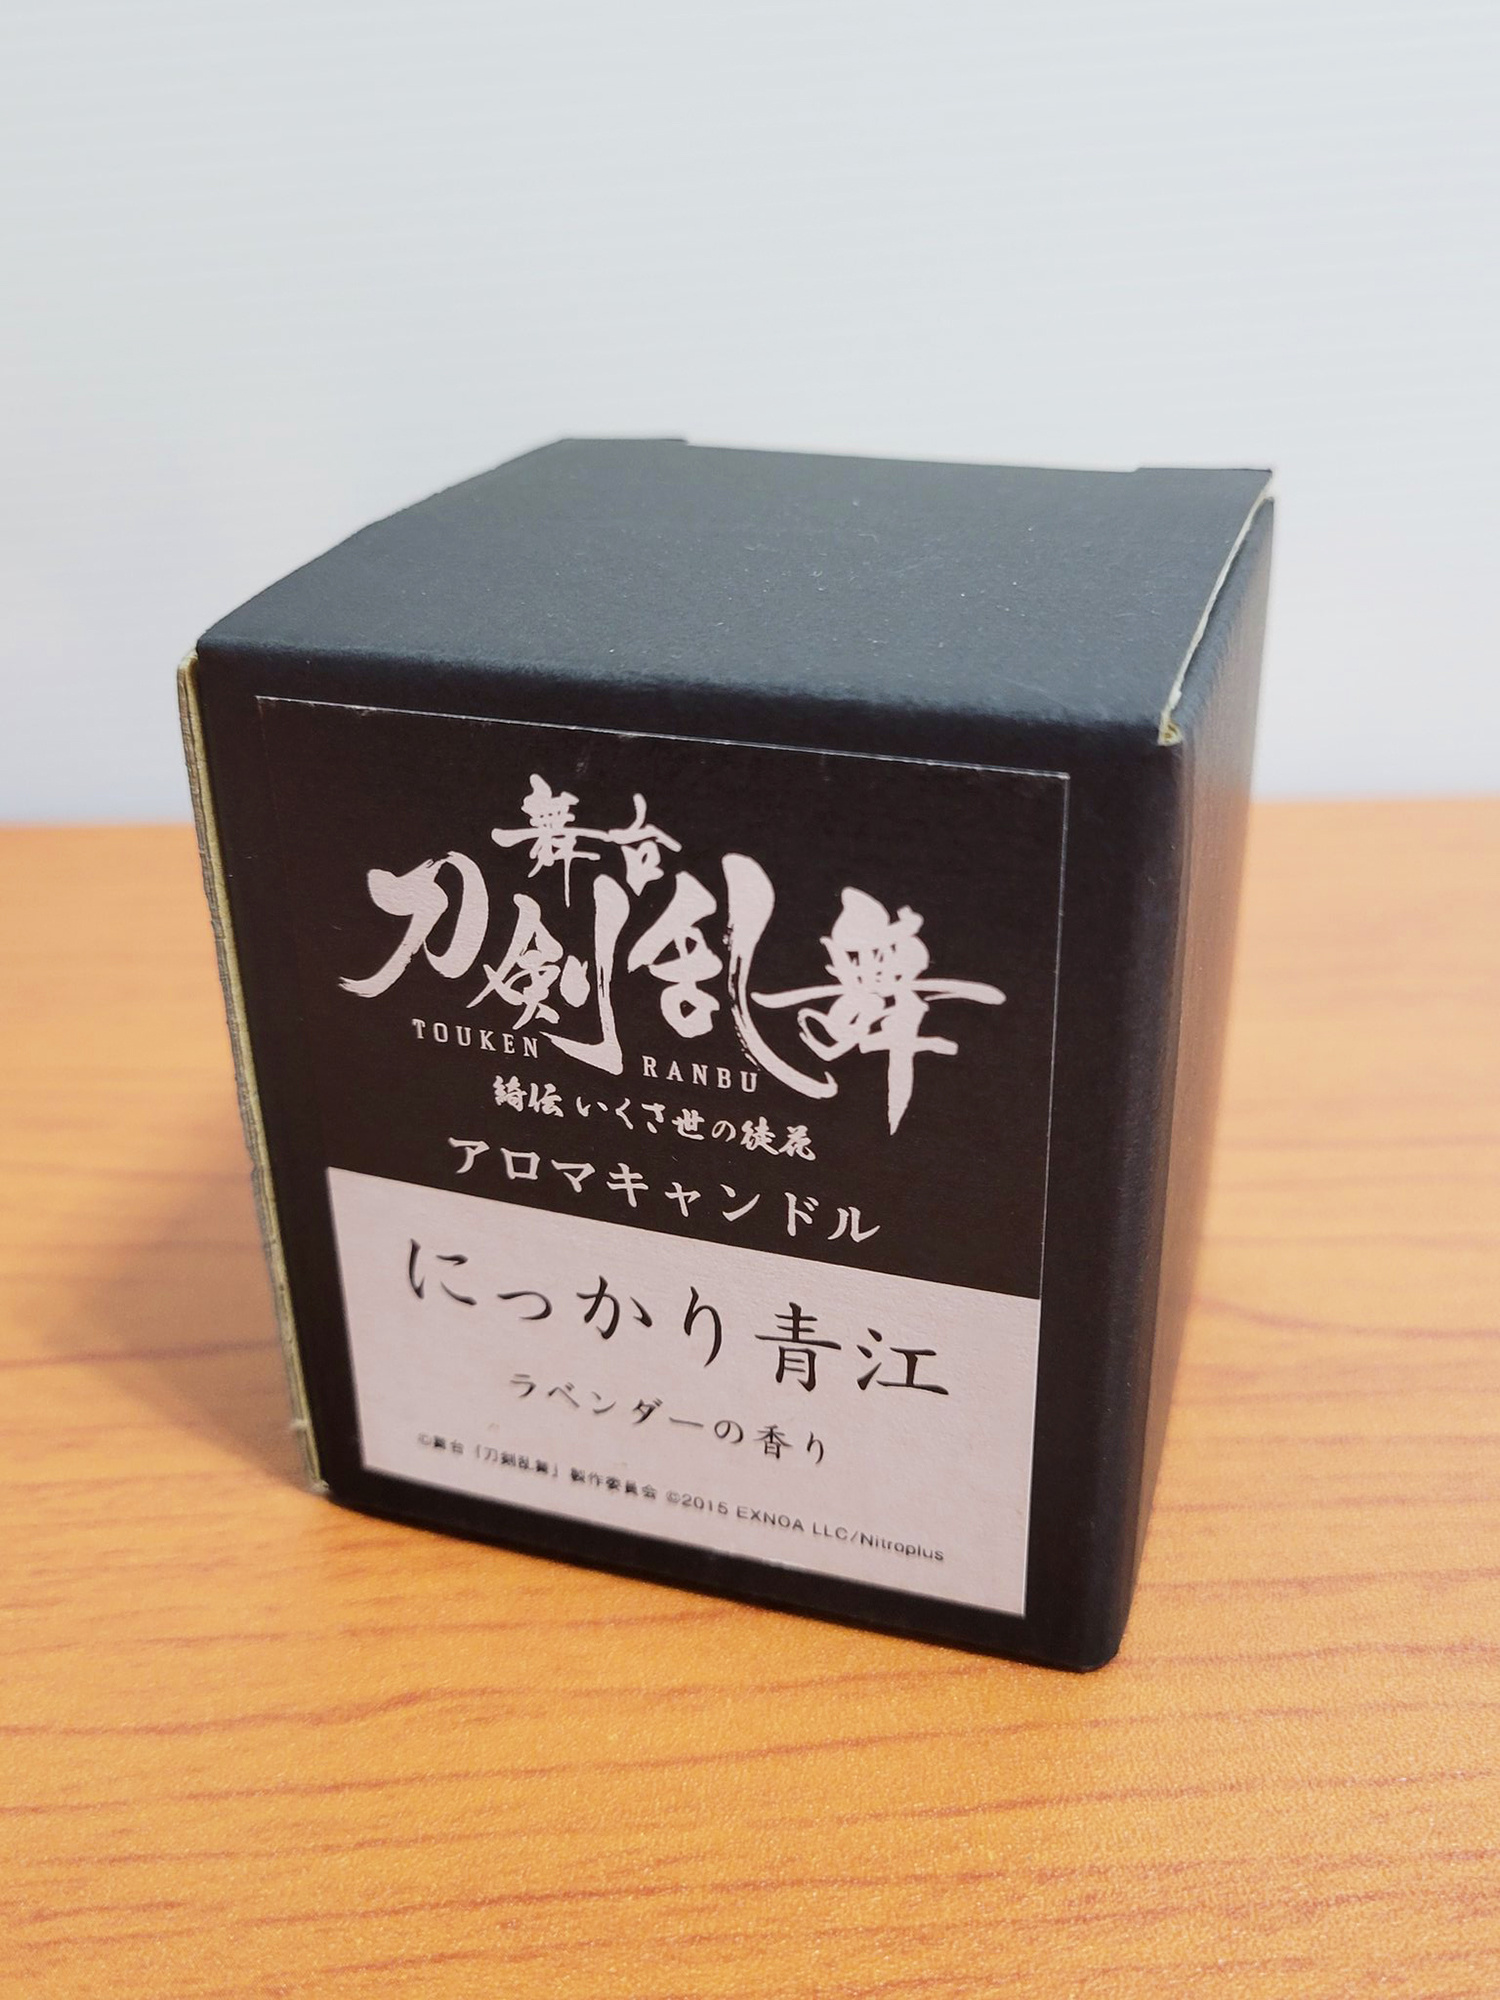 舞台
刀剣乱舞
TOUKEN RANBU
綺伝 いくさ世の徒花
アロマキャンドル
にっかり青江
ラベンダーの香り
©舞台『刀剣乱舞』製作委員会 ©2015 EXNOA LLC/Nitroplus